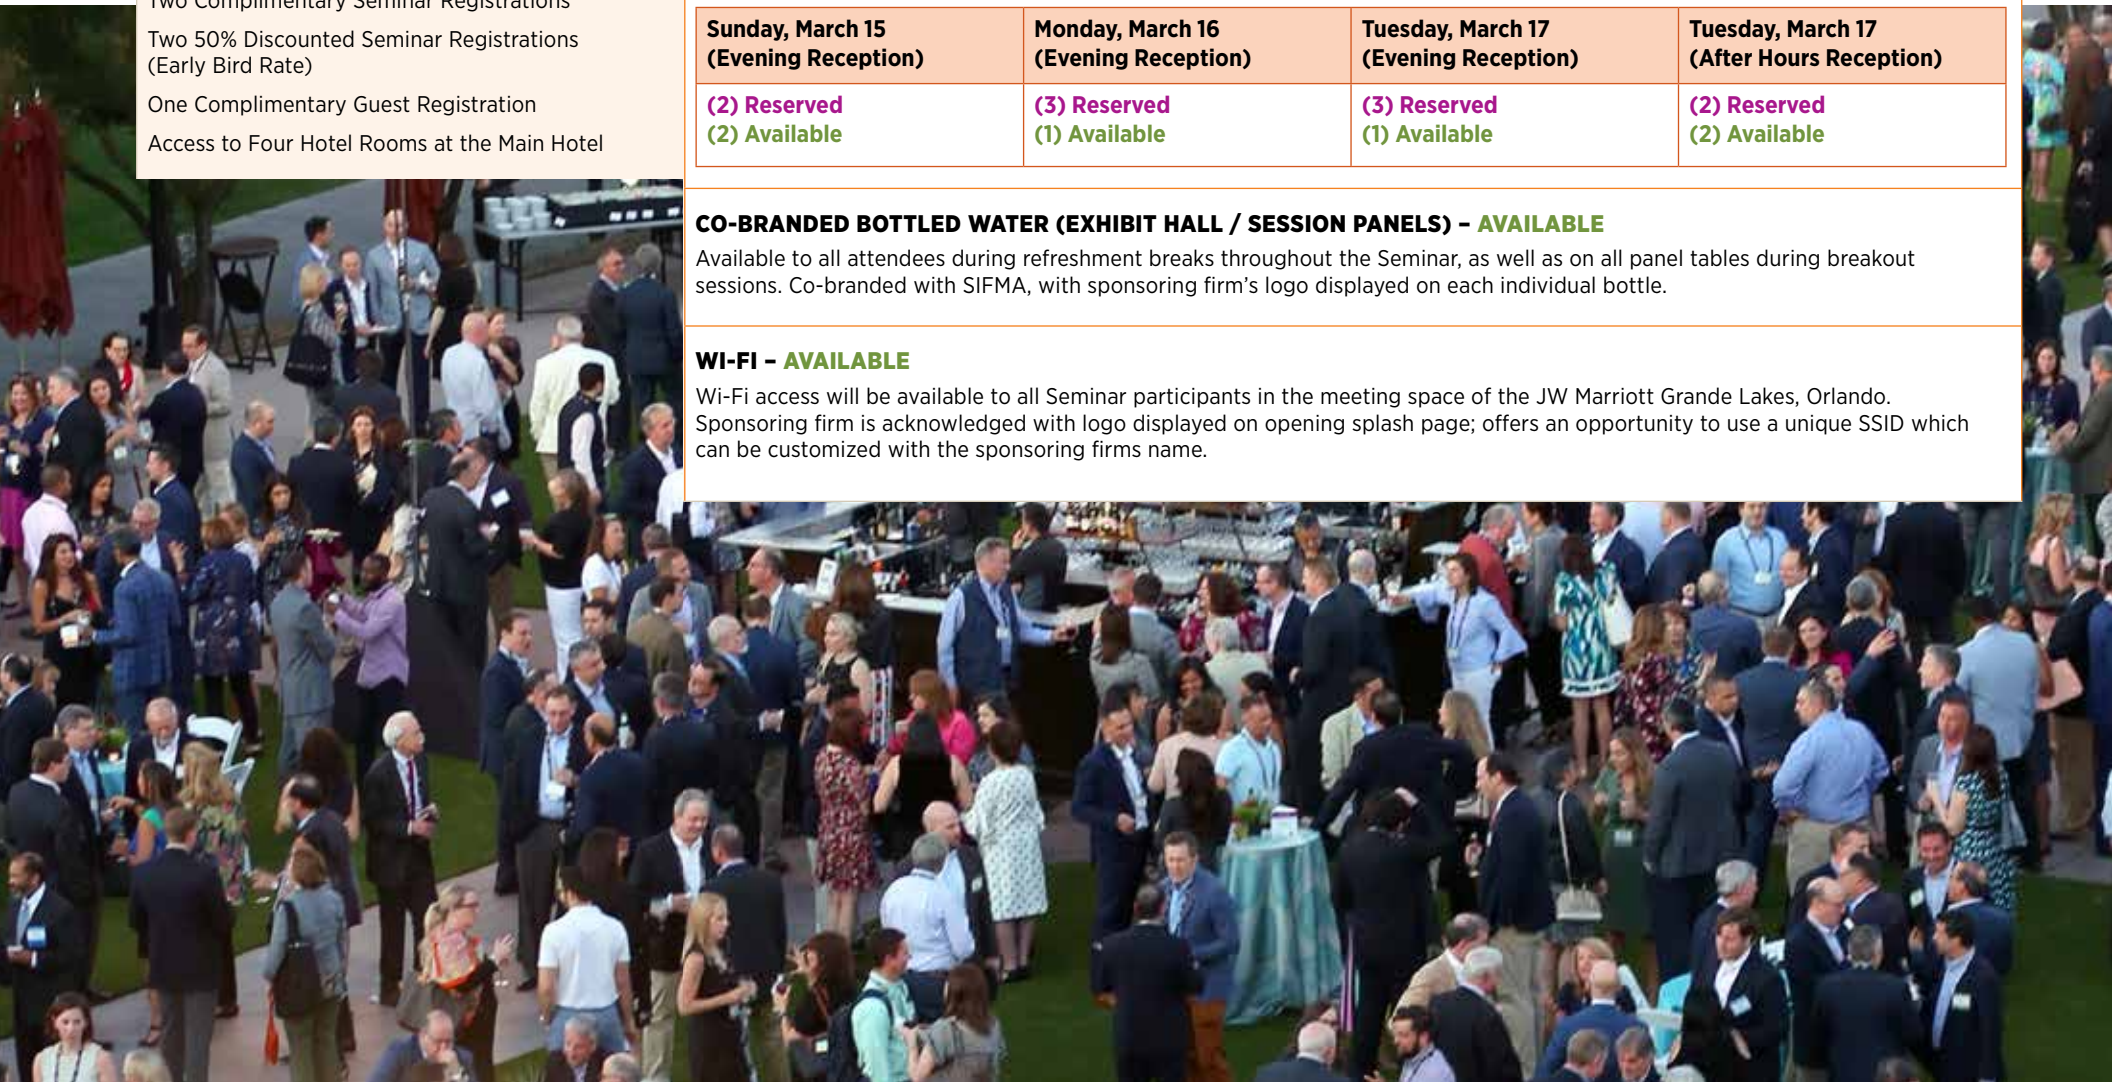 Two Complimentary Seminar Registrations
Two 50% Discounted Seminar Registrations
(Early Bird Rate)
One Complimentary Guest Registration
Access to Four Hotel Rooms at the Main Hotel
Sunday, March 15
(Evening Reception)
Monday, March 16
(Evening Reception)
Tuesday, March 17
(Evening Reception)
Tuesday, March 17
(After Hours Reception)
(2) Reserved
(2) Available
(3) Reserved
(1) Available
(3) Reserved
(1) Available
(2) Reserved
(2) Available
CO-BRANDED BOTTLED WATER (EXHIBIT HALL / SESSION PANELS) – AVAILABLE
Available to all attendees during refreshment breaks throughout the Seminar, as well as on all panel tables during breakout
sessions. Co-branded with SIFMA, with sponsoring firm’s logo displayed on each individual bottle.
WI-FI – AVAILABLE
Wi-Fi access will be available to all Seminar participants in the meeting space of the JW Marriott Grande Lakes, Orlando.
Sponsoring firm is acknowledged with logo displayed on opening splash page; offers an opportunity to use a unique SSID which
can be customized with the sponsoring firms name.